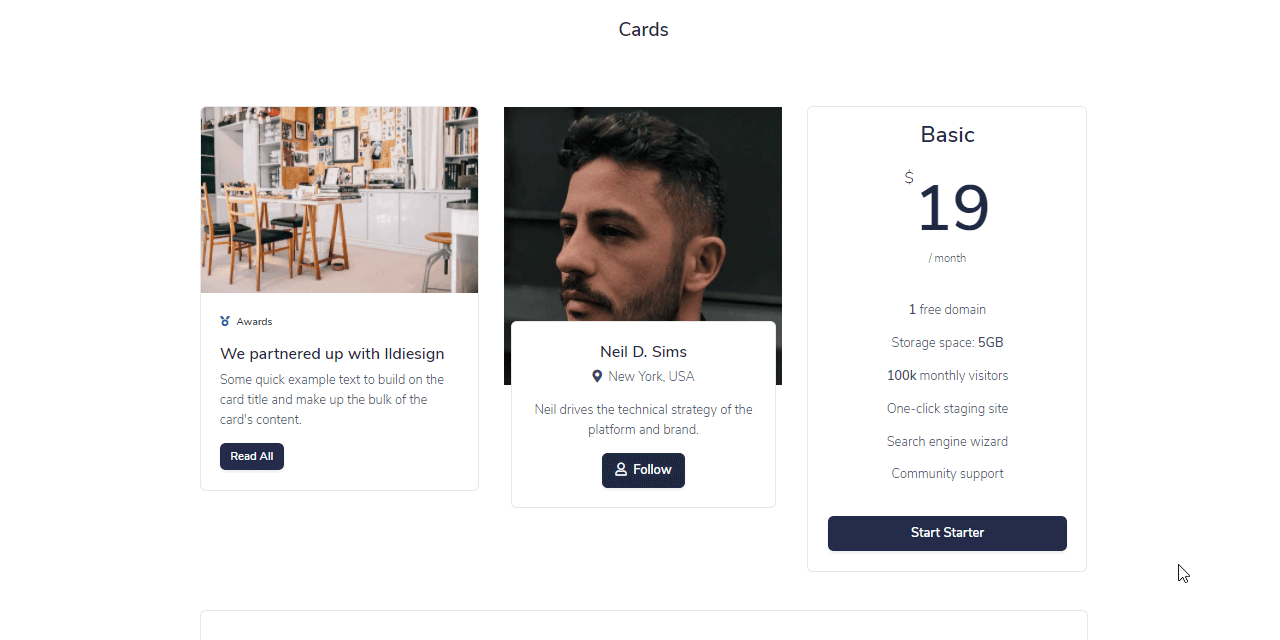 Cards
Awards
We partnered up with Ildiesign
Some quick example text to build on the
card title and make up the bulk of the
card's content.
Read All
Neil D. Sims
New York, USA
Neil drives the technical strategy of the
platform and brand.
Follow
Basic
$
19
/ month
1 free domain
Storage space: 5GB
100k monthly visitors
One-click staging site
Search engine wizard
Community support
Start Starter